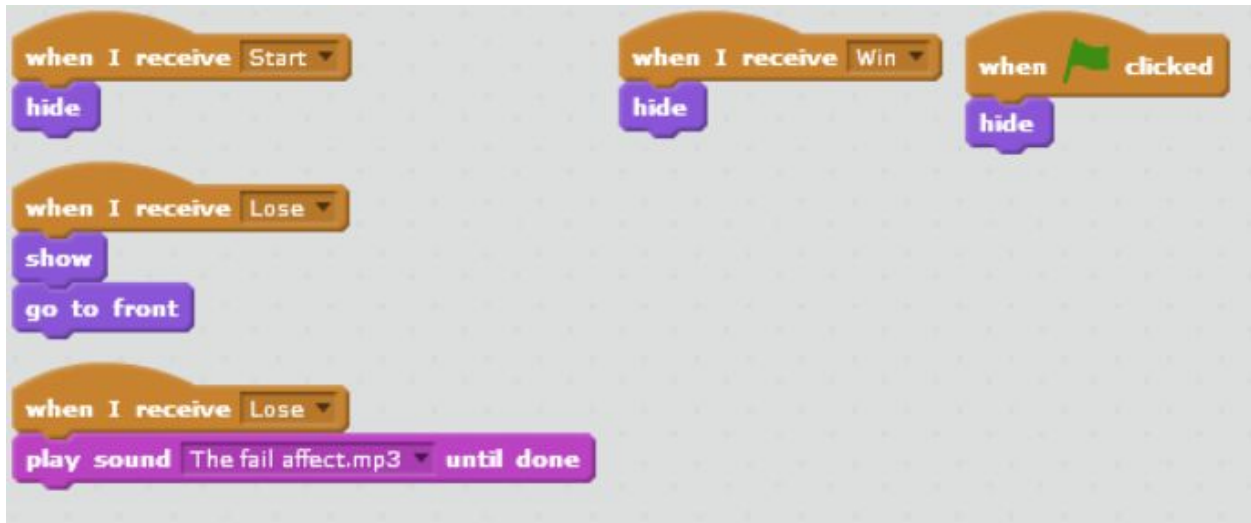 when I receive Start
hide
when I receive Lose
show
go to front
when I receive Lose
play sound The fail affect.mp3 until done
when I receive Win
hide
when clicked
hide